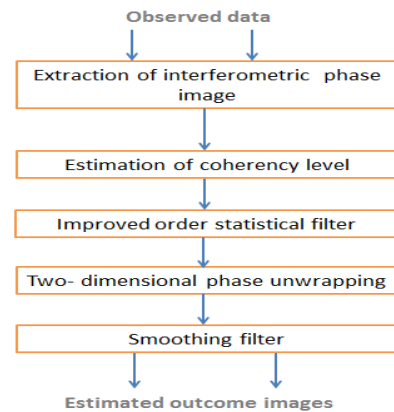 Observed data
Extraction of interferometric phase
image
Estimation of coherency level
Improved order statistical filter
Two- dimensional phase unwrapping
Smoothing filter
Estimated outcome images